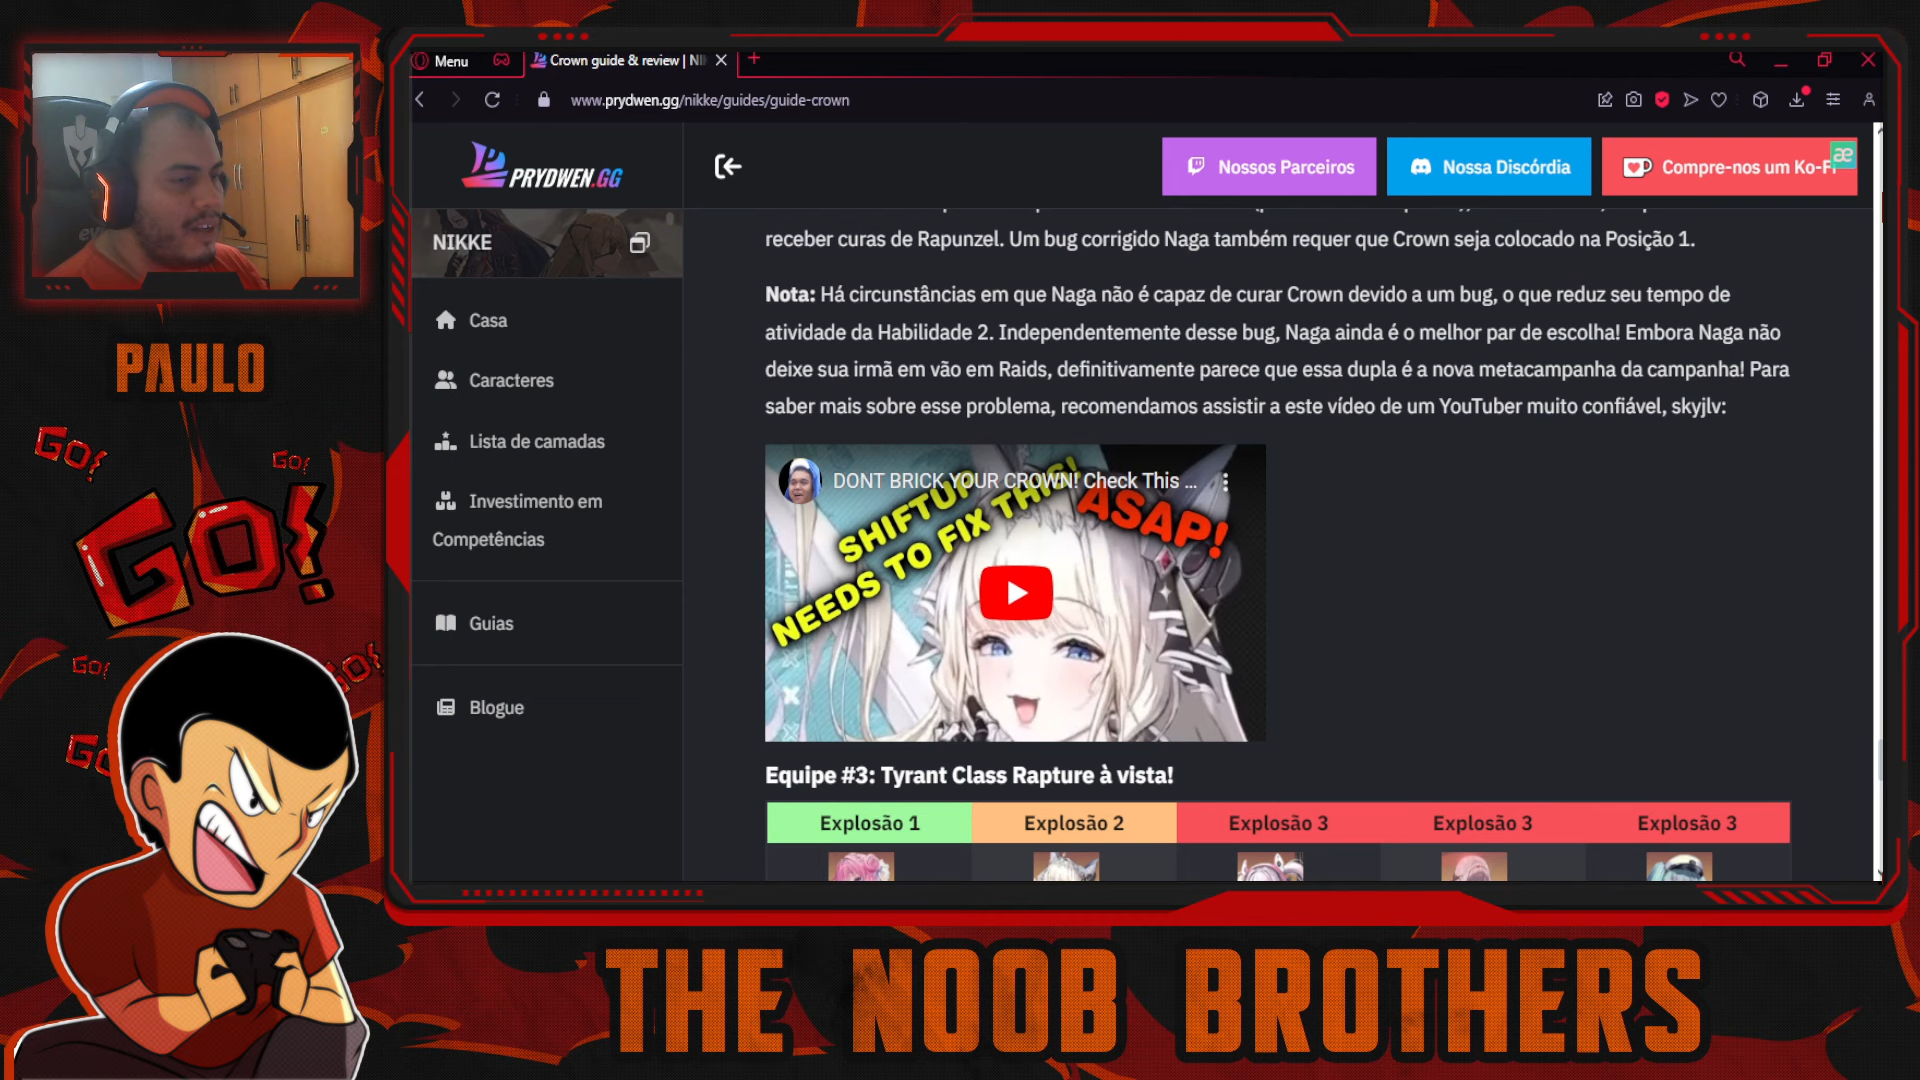 Menu
Crown guide & review | NI
www.prydwen.gg/nikke/guides/guide-crown
PRYDWEN.GG
Nossos Parceiros
Nossa Discórdia
Compre-nos um Ko-Fi
æ
NIKKE
Casa
Caracteres
Lista de camadas
Investimento em
Competências
Guias
Blogue
receber curas de Rapunzel. Um bug corrigido Naga também requer que Crown seja colocado na Posição 1.
Nota: Há circunstâncias em que Naga não é capaz de curar Crown devido a um bug, o que reduz seu tempo de
atividade da Habilidade 2. Independentemente desse bug, Naga ainda é o melhor par de escolha! Embora Naga não
deixe sua irmã em vão em Raids, definitivamente parece que essa dupla é a nova metacampanha da campanha! Para
saber mais sobre esse problema, recomendamos assistir a este vídeo de um YouTuber muito confiável, skyjlv:
DONT BRICK YOUR CROWN! Check This ...
SHIFTUP
NEEDS TO FIX THIS!
ASAP!
Equipe #3: Tyrant Class Rapture à vista!
Explosão 1
Explosão 2
Explosão 3
Explosão 3
Explosão 3
PAULO
GO!
GO!
GO!
GO!
THE NOOB BROTHERS